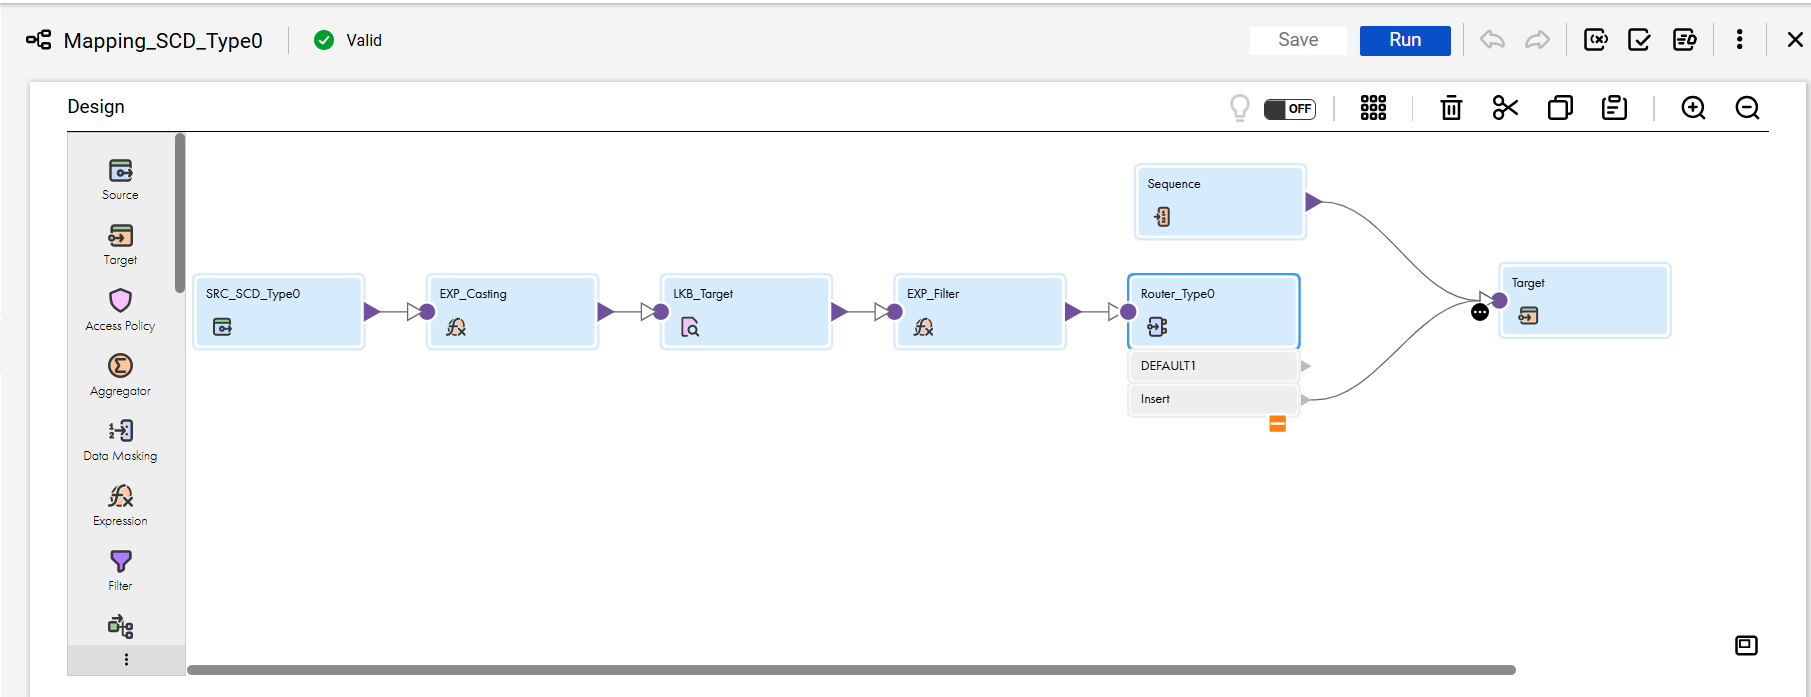 Mapping_SCD_Type0
Valid
Save
Run
Design
OFF
Source
Target
Access Policy
Aggregator
Data Masking
Expression
Filter
Sequence
SRC_SCD_Type0
EXP_Casting
LKB_Target
EXP_Filter
Router_Type0
DEFAULT1
Insert
Target